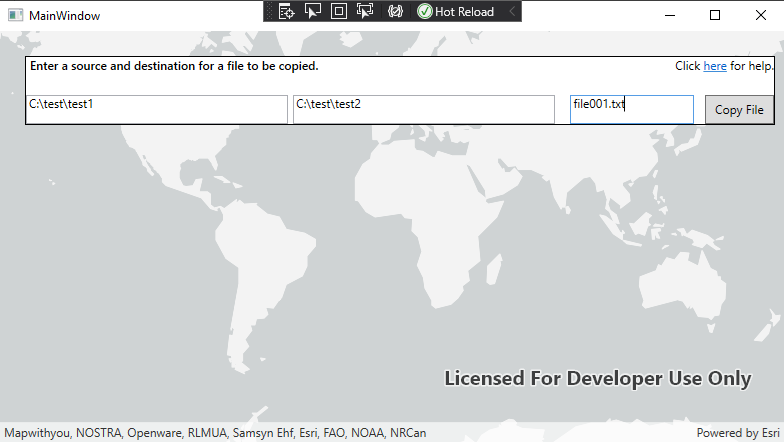 MainWindow
Hot Reload
Enter a source and destination for a file to be copied.
Click here for help.
C:\test\test1
C:\test\test2
file001.txt
Copy File
Licensed For Developer Use Only
Mapwithyou, NOSTRA, Openware, RLMUA, Samsyn Ehf, Esri, FAO, NOAA, NRCan
Powered by Esri